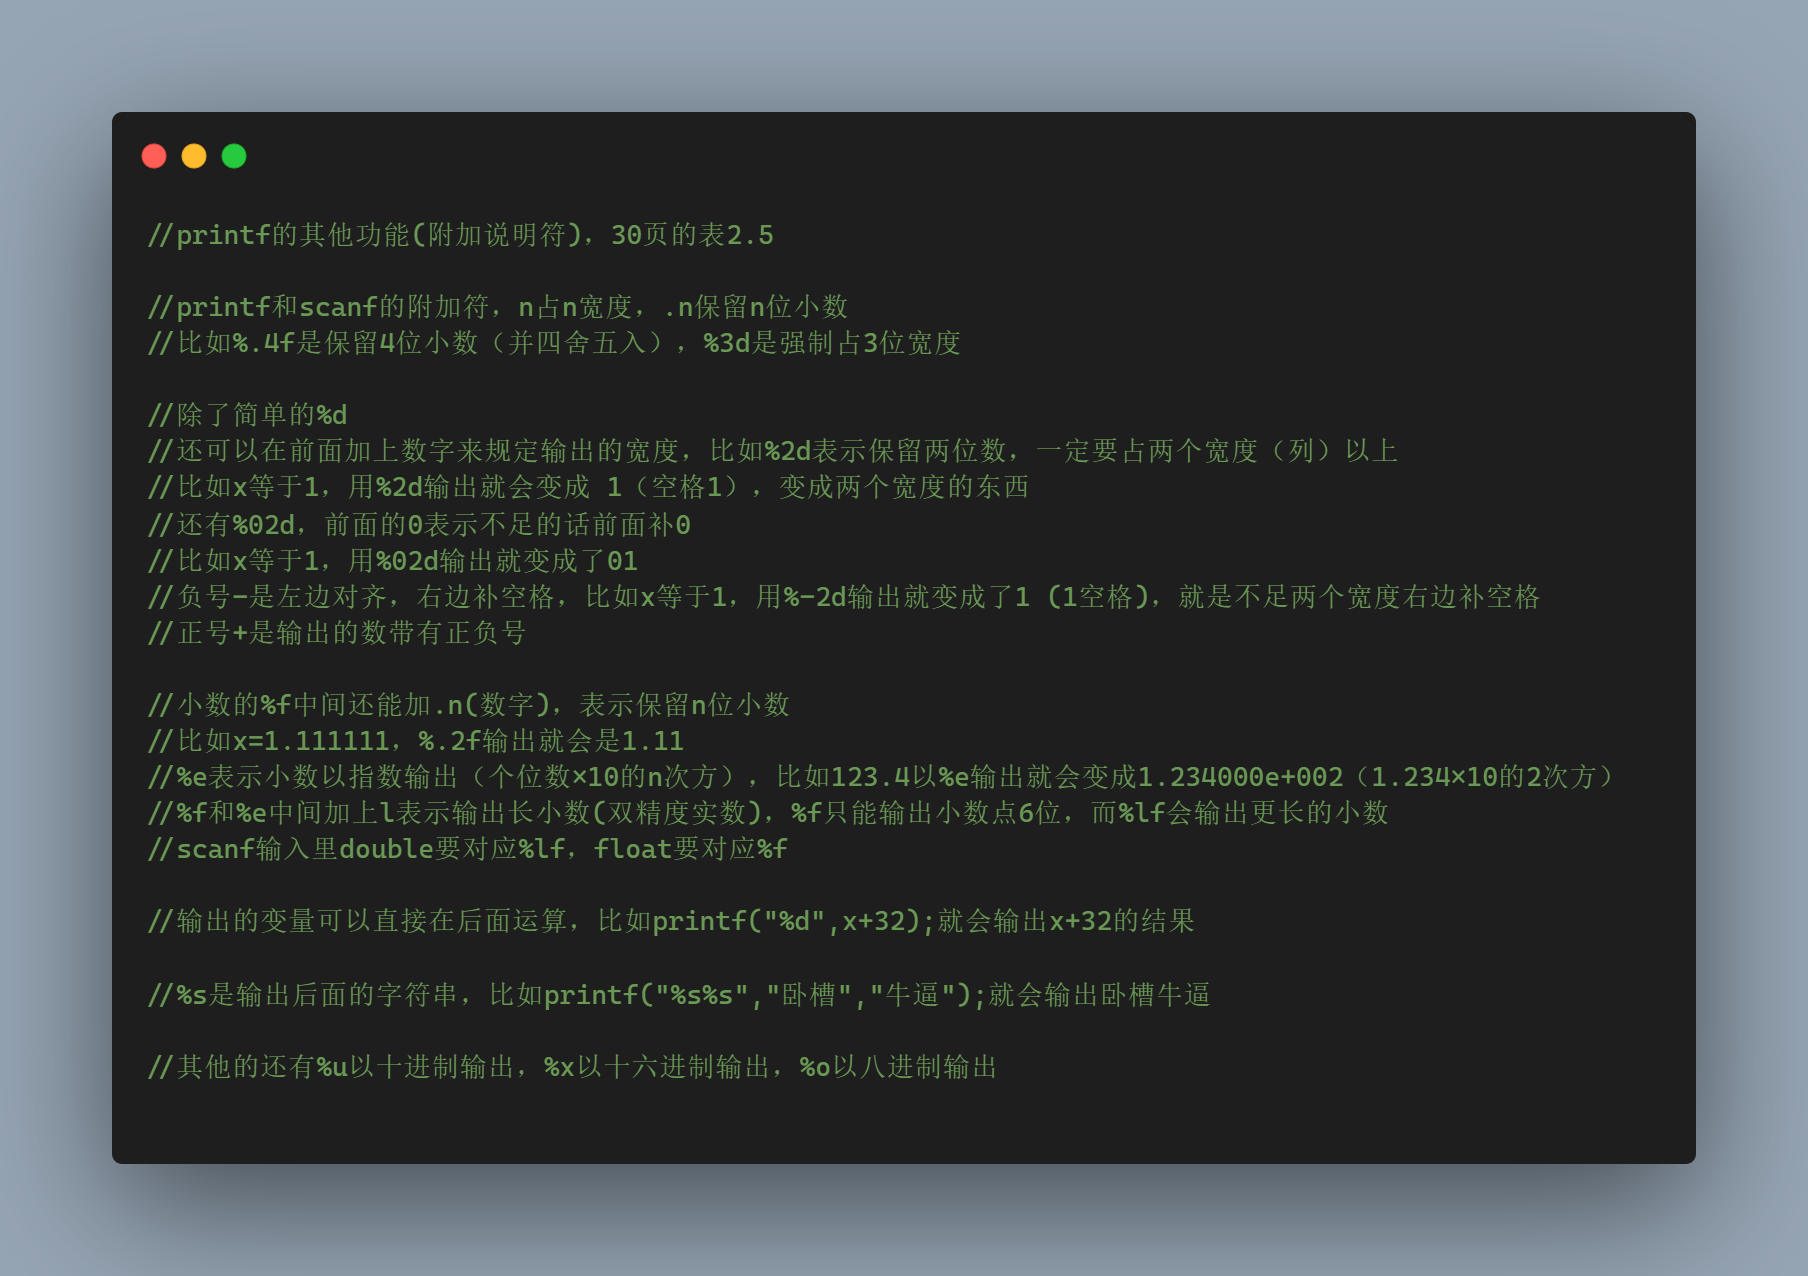 //printf的其他功能(附加说明符)，30页的表2.5
//printf和scanf的附加符，n占n宽度，.n保留n位小数
//比如%.4f是保留4位小数（并四舍五入），%3d是强制占3位宽度
//除了简单的%d
//还可以在前面加上数字来规定输出的宽度，比如%2d表示保留两位数，一定要占两个宽度（列）以上
//比如x等于1，用%2d输出就会变成 1（空格1），变成两个宽度的东西
//还有%02d，前面的0表示不足的话前面补0
//比如x等于1，用%02d输出就变成了01
//负号-是左边对齐，右边补空格，比如x等于1，用%-2d输出就变成了1 (1空格)，就是不足两个宽度右边补空格
//正号+是输出的数带有正负号
//小数的%f中间还能加.n(数字)，表示保留n位小数
//比如x=1.111111，%.2f输出就会是1.11
//%e表示小数以指数输出（个位数×10的n次方），比如123.4以%e输出就会变成1.234000e+002（1.234×10的2次方）
//%f和%e中间加上l表示输出长小数(双精度实数)，%f只能输出小数点6位，而%lf会输出更长的小数
//scanf输入里double要对应%lf，float要对应%f
//输出的变量可以直接在后面运算，比如printf("%d",x+32);就会输出x+32的结果
//%s是输出后面的字符串，比如printf("%s%s","卧槽","牛逼");就会输出卧槽牛逼
//其他的还有%u以十进制输出，%x以十六进制输出，%o以八进制输出